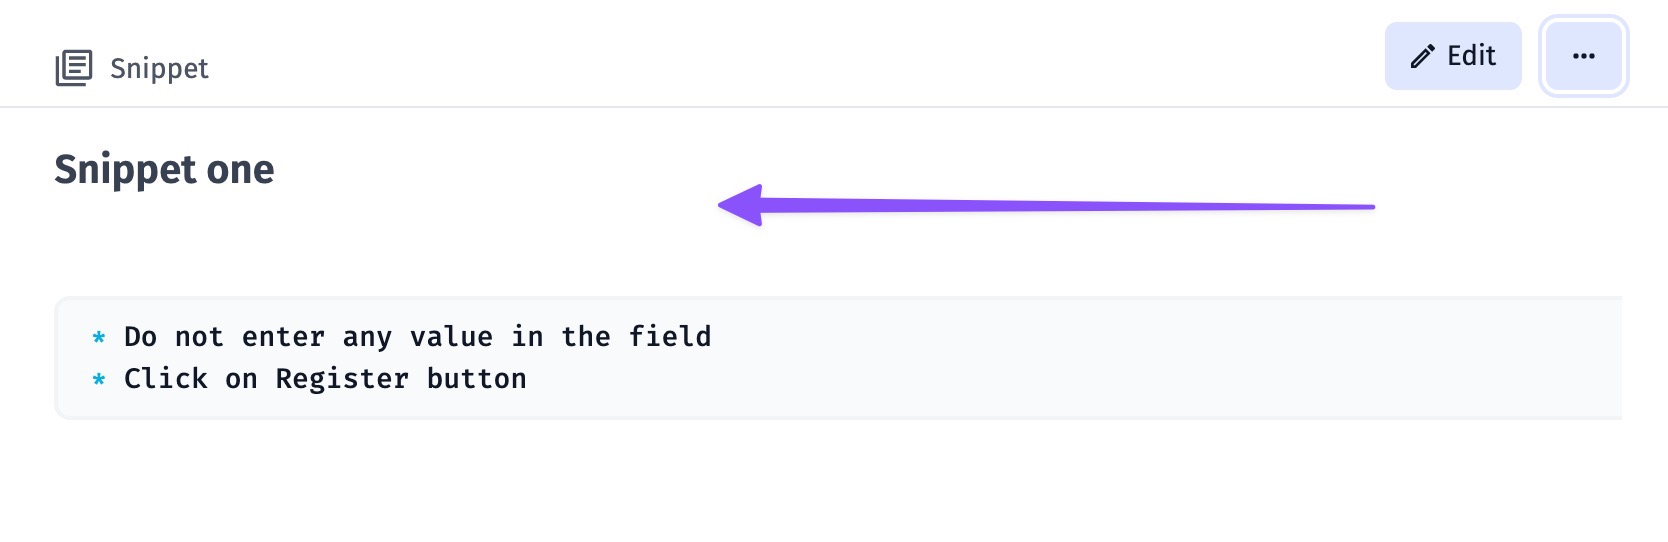 Snippet
Edit
...
Snippet one
* Do not enter any value in the field
* Click on Register button